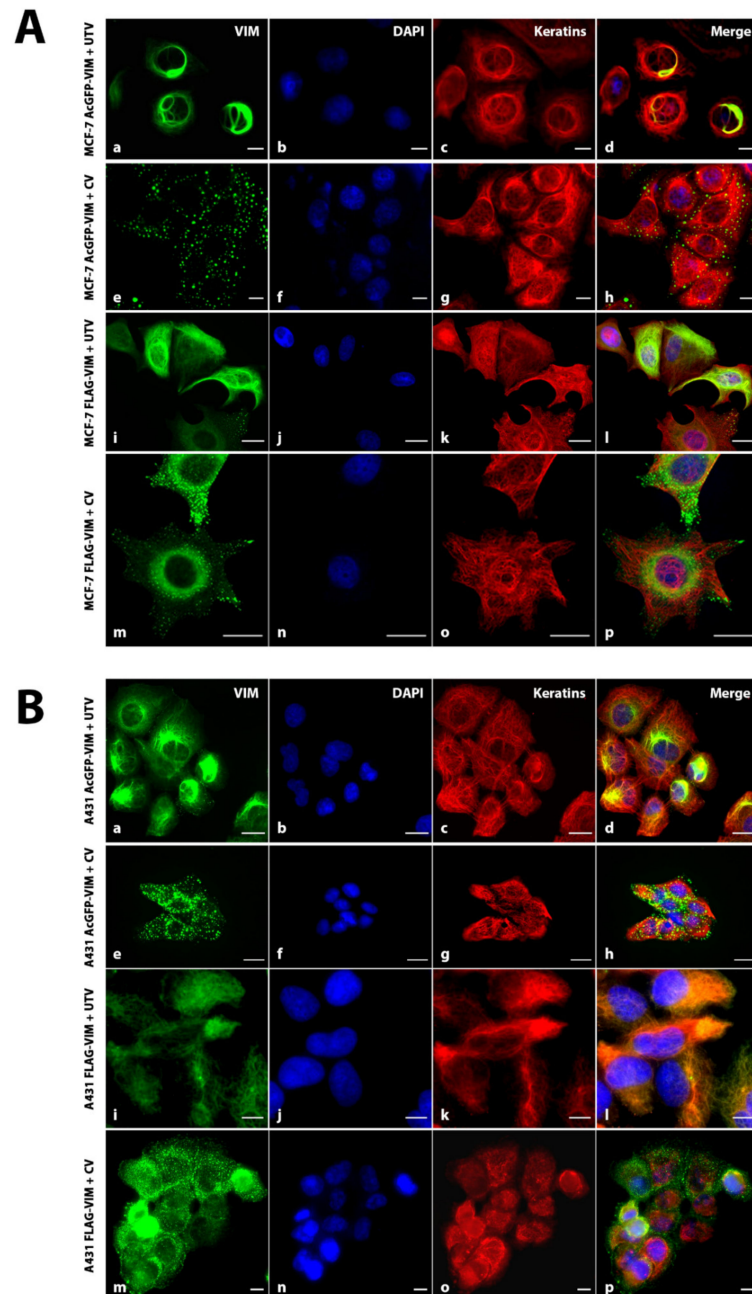 A
VIM DAPI Keratins Merge
MCF-7 AcGFP-VIM + UTV
a b c d
MCF-7 AcGFP-VIM + CV
e f g h
MCF-7 FLAG-VIM + UTV
i j k l
MCF-7 FLAG-VIM + CV
m n o p
B
VIM DAPI Keratins Merge
A431 AcGFP-VIM + UTV
a b c d
A431 AcGFP-VIM + CV
e f g h
A431 FLAG-VIM + UTV
i j k l
A431 FLAG-VIM + CV
m n o p